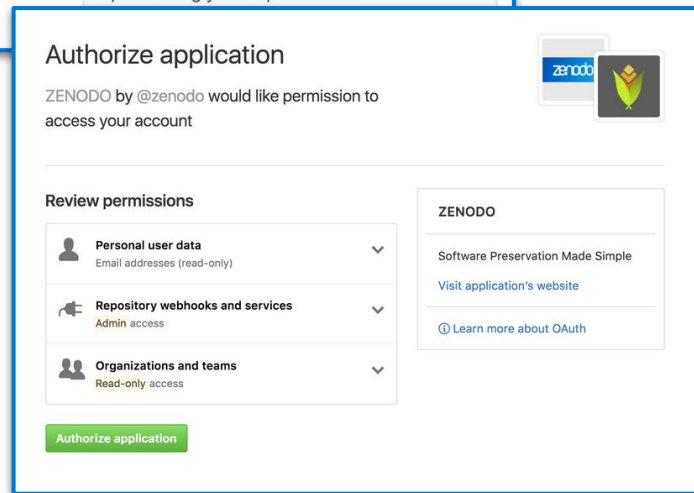 Authorize application
ZENODO by @zenodo would like permission to
access your account
zenodo
Review permissions
Personal user data
Email addresses (read-only)
Repository webhooks and services
Admin access
Organizations and teams
Read-only access
Authorize application
ZENODO
Software Preservation Made Simple
Visit application's website
Learn more about OAuth